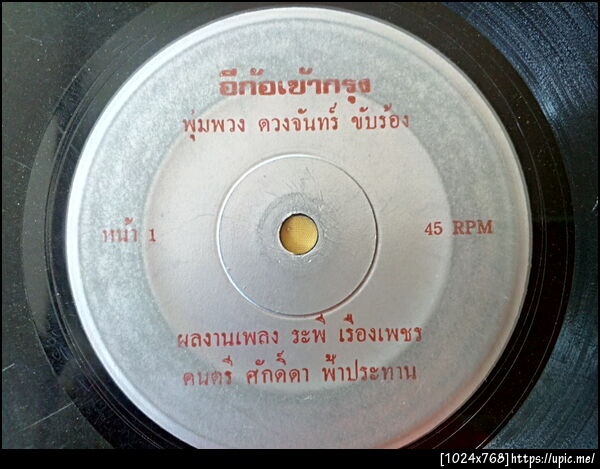 อีก้อเข้ากรุง
พุ่มพวง ดวงจันทร์ ขับร้อง
หน้า 1
45 RPM
ผลงานเพลง ระพี เรืองเพชร
ดนตรี ศักดิ์ดา ฟ้าประทาน
[1024x768]https://upic.me/